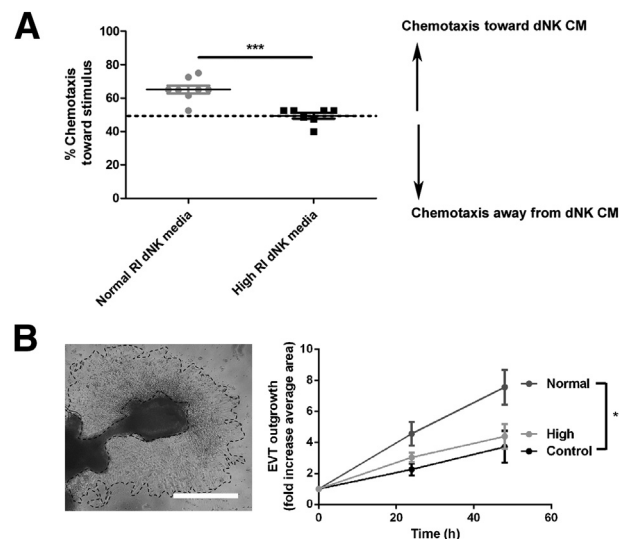 A
% Chemotaxis
toward stimulus
100
80
60
40
20
0
***
Normal RI dNK media
High RI dNK media
Chemotaxis toward dNK CM
Chemotaxis away from dNK CM
B
EVT outgrowth
(fold increase average area)
10
8
6
4
2
0
0
20
40
60
Time (h)
Normal
High
Control
*